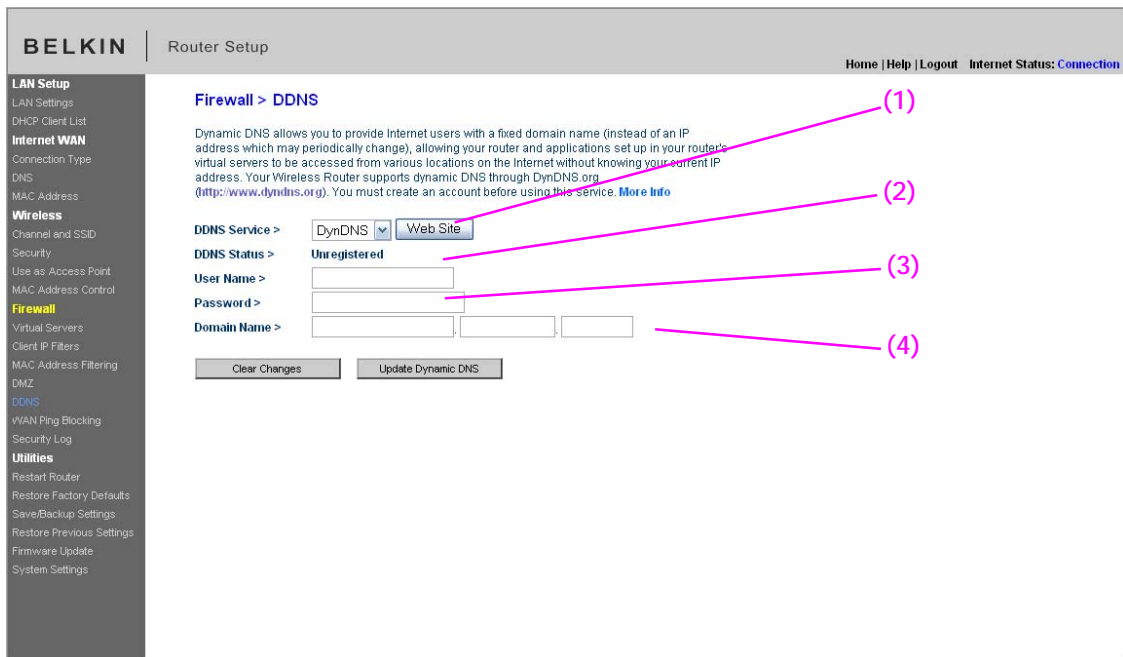 BELKIN
Router Setup
Home | Help | Logout Internet Status: Connection
LAN Setup
LAN Settings
DHCP Client List
Internet WAN
Connection Type
DNS
MAC Address
Wireless
Channel and SSID
Security
Use as Access Point
MAC Address Control
Firewall
Virtual Servers
Client IP Filters
MAC Address Filtering
DMZ
DDNS
WAN Ping Blocking
Security Log
Utilities
Restart Router
Restore Factory Defaults
Save/Backup Settings
Restore Previous Settings
Firmware Update
System Settings
Firewall > DDNS
Dynamic DNS allows you to provide Internet users with a fixed domain name (instead of an IP
address which may periodically change), allowing your router and applications set up in your router's
virtual servers to be accessed from various locations on the Internet without knowing your current IP
address. Your Wireless Router supports dynamic DNS through DynDNS.org
(http://www.dyndns.org). You must create an account before using this service. More Info
DDNS Service > DynDNS Web Site
DDNS Status > Unregistered
User Name >
Password >
Domain Name > . .
Clear Changes Update Dynamic DNS
(1)
(2)
(3)
(4)